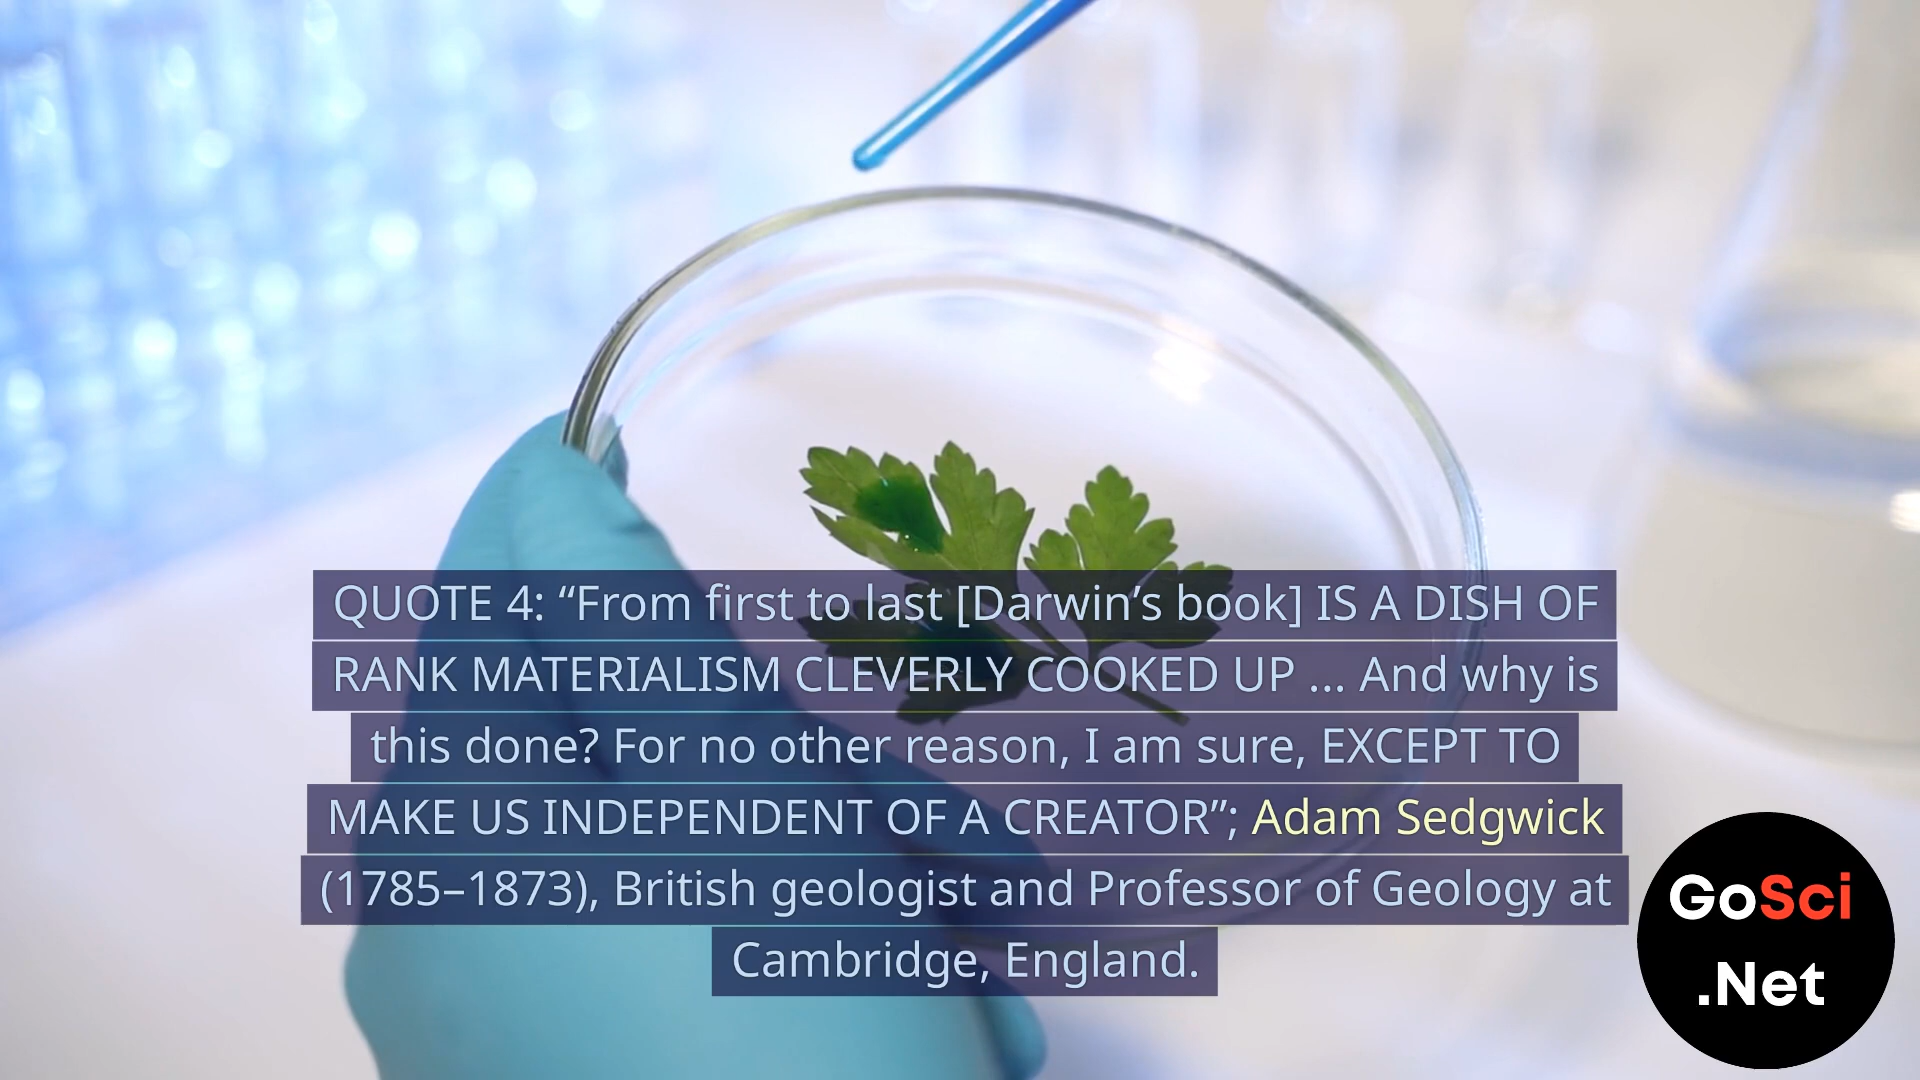 QUOTE 4: “From first to last [Darwin’s book] IS A DISH OF
RANK MATERIALISM CLEVERLY COOKED UP ... And why is
this done? For no other reason, I am sure, EXCEPT TO
MAKE US INDEPENDENT OF A CREATOR”; Adam Sedgwick
(1785–1873), British geologist and Professor of Geology at
Cambridge, England.
GoSci
.Net